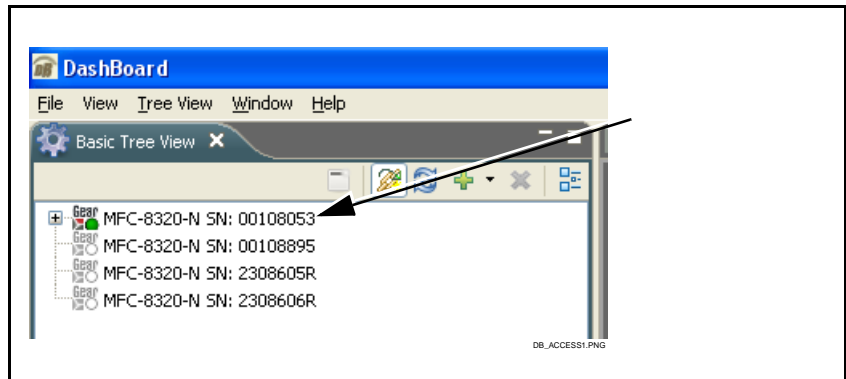 DashBoard
File View Tree View Window Help
Basic Tree View
Gear MFC-8320-N SN: 00108053
Gear MFC-8320-N SN: 00108895
Gear MFC-8320-N SN: 2308605R
Gear MFC-8320-N SN: 2308606R
DB_ACCESS1.PNG